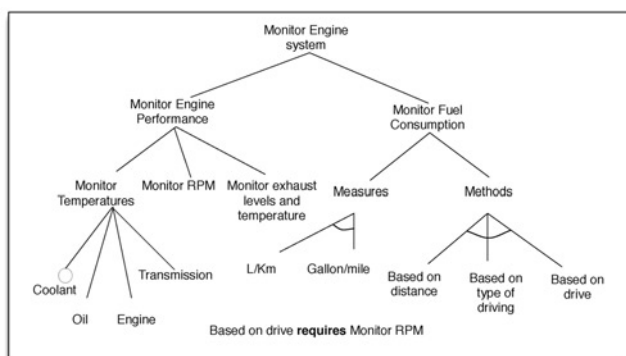 Monitor Engine
system
Monitor Engine
Performance
Monitor Fuel
Consumption
Monitor
Temperatures
Monitor RPM
Monitor exhaust
levels and
temperature
Measures
Methods
Coolant
Oil
Engine
Transmission
L/Km
Gallon/mile
Based on
distance
Based on
type of
driving
Based on
drive
Based on drive requires Monitor RPM